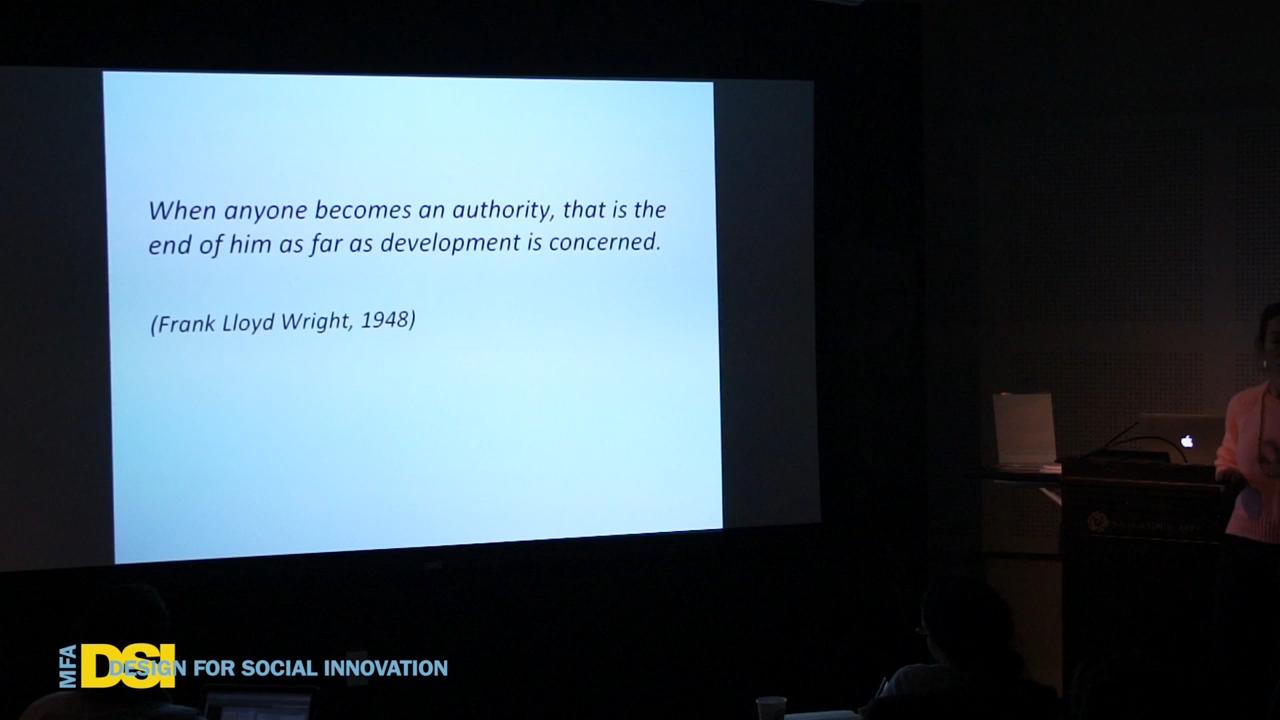 When anyone becomes an authority, that is the
end of him as far as development is concerned.
(Frank Lloyd Wright, 1948)
MFA
DSI
DESIGN FOR SOCIAL INNOVATION